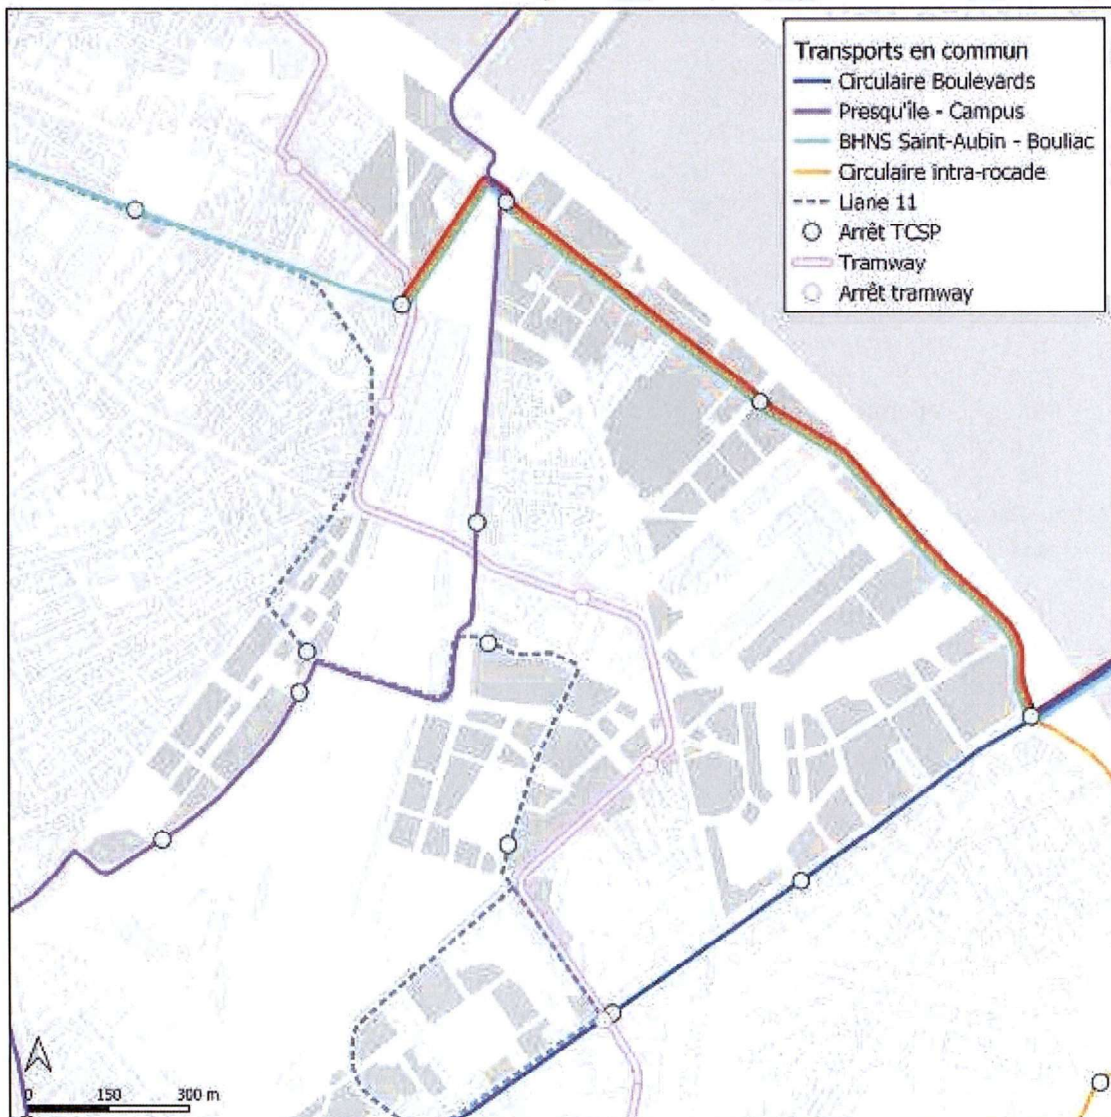 Transports en commun
Circulaire Boulevards
Presqu'île - Campus
BHNS Saint-Aubin - Bouliac
Circulaire intra-rocade
Liane 11
Arrêt TCSP
Tramway
Arrêt tramway
0 150 300 m